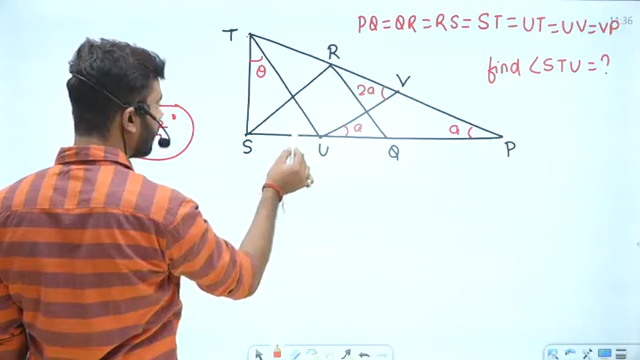 PQ=QR=RS=ST=UT=UV=VP
find ∠STU=?
T
R
V
θ
2a
a
a
S
U
Q
P